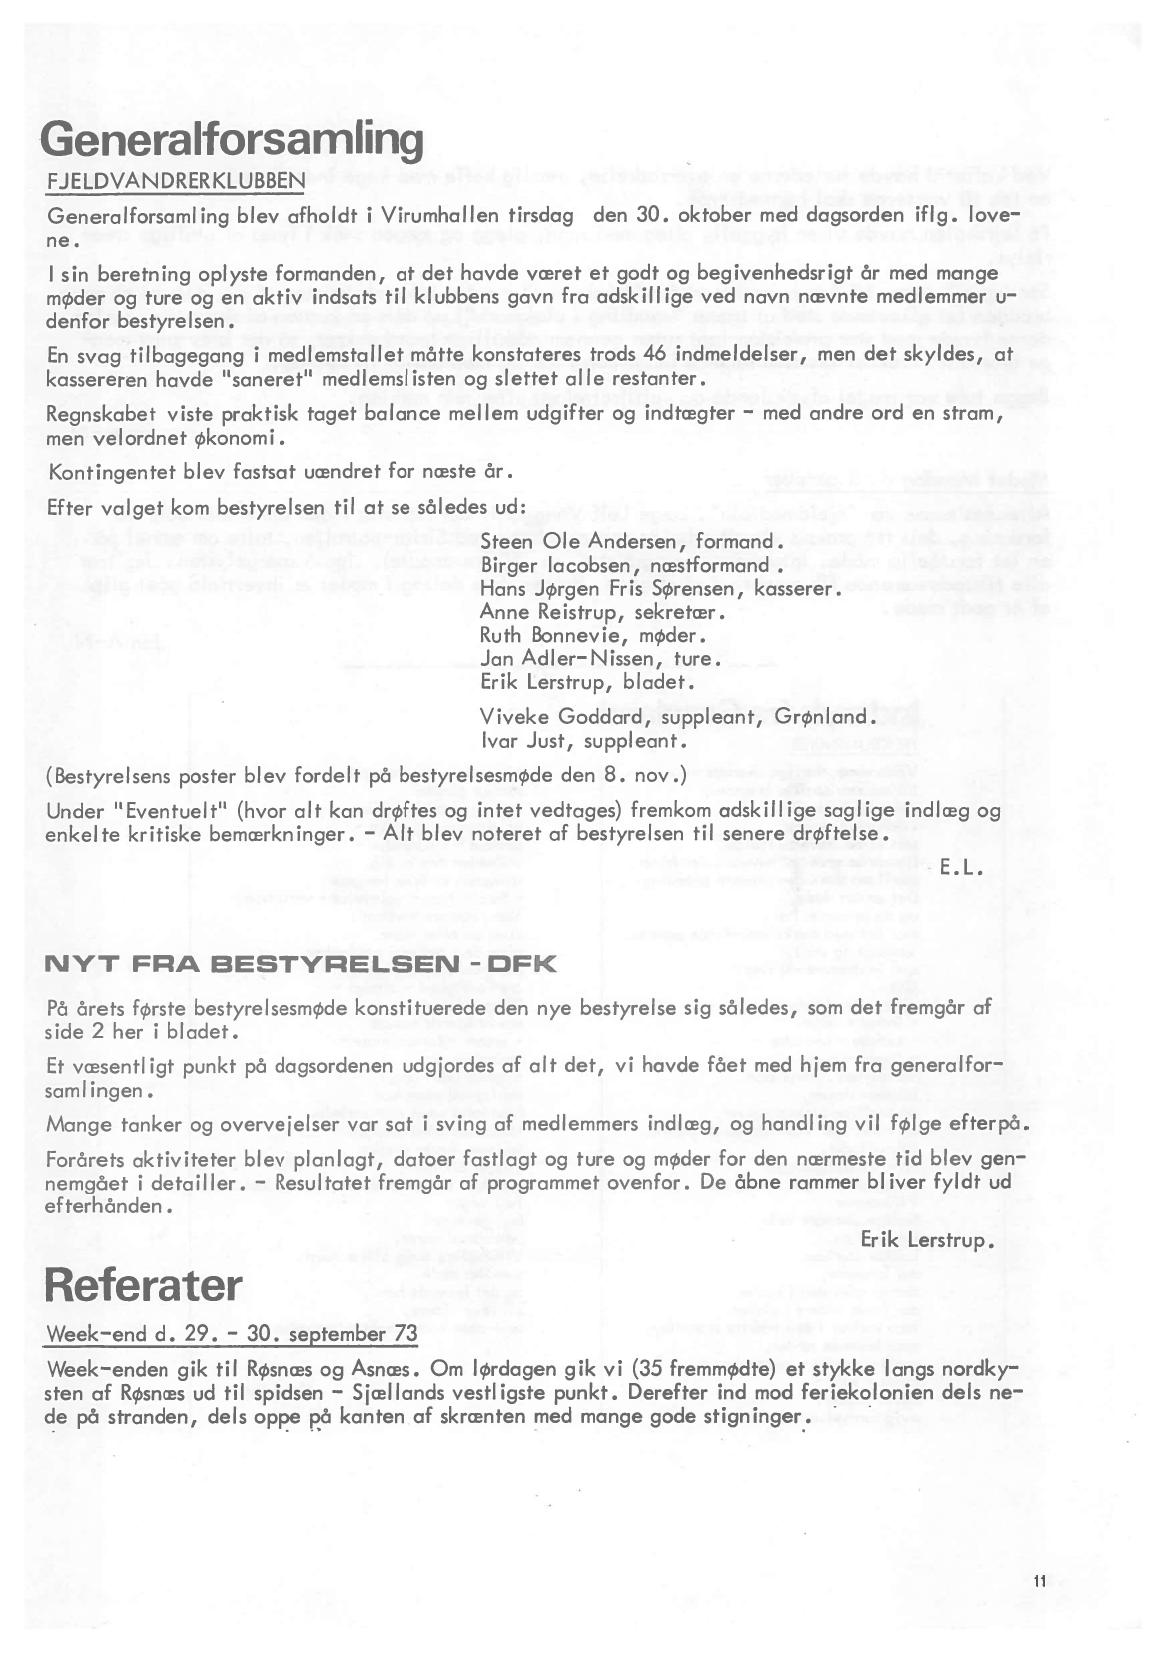 Generalforsamling
FJELDVANDRERKLUBBEN
Generalforsamling blev afholdt i Virumhallen tirsdag den 30. oktober med dagsorden iflg. love-
ne.
I sin beretning oplyste formanden, at det havde været et godt og begivenhedsrigt år med mange
møder og ture og en aktiv indsats til klubbens gavn fra adskillige ved navn nævnte medlemmer u-
denfor bestyrelsen.
En svag tilbagegang i medlemstallet måtte konstateres trods 46 indmeldelser, men det skyldes, at
kassereren havde "saneret" medlemslisten og slettet alle restanter.
Regnskabet viste praktisk taget balance mellem udgifter og indtægter - med andre ord en stram,
men velordnet økonomi.
Kontingentet blev fastsat uændret for næste år.
Efter valget kom bestyrelsen til at se således ud:
Steen Ole Andersen, formand.
Birger Iacobsen, næstformand .
Hans Jørgen Fris Sørensen, kasserer.
Anne Reistrup, sekretær.
Ruth Bonnevie, møder.
Jan Adler-Nissen, ture.
Erik Lerstrup, bladet.
Viveke Goddard, suppleant, Grønland.
Ivar Just, suppleant.
(Bestyrelsens poster blev fordelt på bestyrelsesmøde den 8. nov.)
Under "Eventuelt" (hvor alt kan drøftes og intet vedtages) fremkom adskillige saglige indlæg og
enkelte kritiske bemærkninger. - Alt blev noteret af bestyrelsen til senere drøftelse.
E.L.
NYT FRA BESTYRELSEN - DFK
På årets første bestyrelsesmøde konstituerede den nye bestyrelse sig således, som det fremgår af
side 2 her i bladet.
Et væsentligt punkt på dagsordenen udgjordes af alt det, vi havde fået med hjem fra generalfor-
samlingen.
Mange tanker og overvejelser var sat i sving af medlemmers indlæg, og handling vil følge efterpå.
Forårets aktiviteter blev planlagt, datoer fastlagt og ture og møder for den nærmeste tid blev gen-
nemgået i detailler. - Resultatet fremgår af programmet ovenfor. De åbne rammer bliver fyldt ud
efterhånden.
Erik Lerstrup.
Referater
Week-end d. 29. - 30. september 73
Week-enden gik til Røsnæs og Asnæs. Om lørdagen gik vi (35 fremmødte) et stykke langs nordky-
sten af Røsnæs ud til spidsen - Sjællands vestligste punkt. Derefter ind mod feriekolonien dels ne-
de på stranden, dels oppe på kanten af skrænten med mange gode stigninger.
11